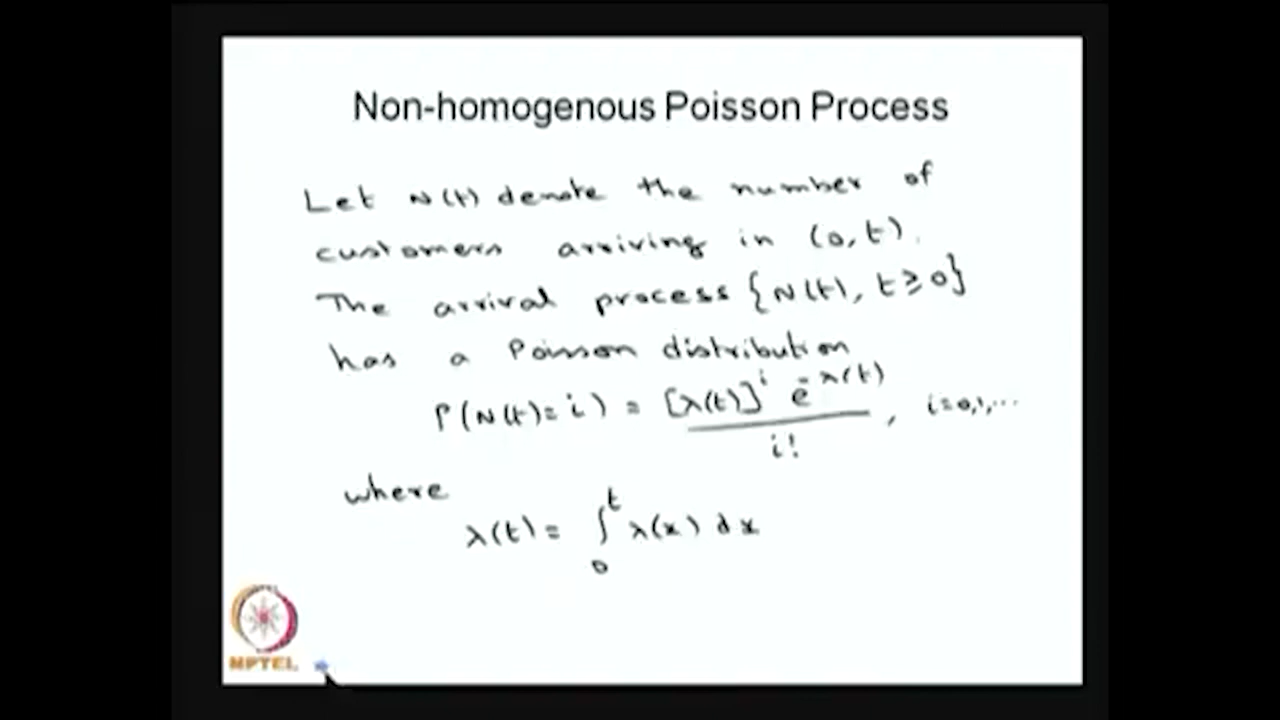 Non-homogenous Poisson Process
Let N(t) denote the number of
customers arriving in (0,t).
The arrival process {N(t), t≥0}
has a Poisson distribution
P(N(t)=i) = [λ(t)]^i e^{-λ(t)} / i! , i=0,1,...
where
λ(t) = ∫_0^t λ(x) dx
NPTEL